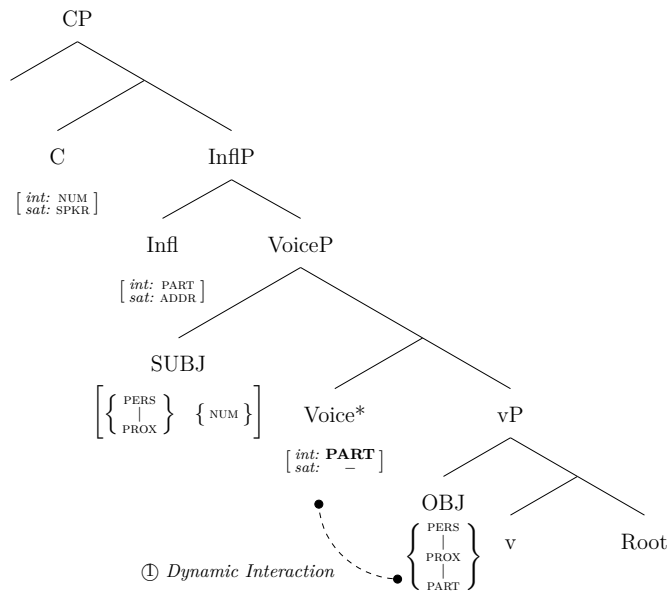 CP
C
InflP
[ int: NUM
sat: SPKR ]
Infl
VoiceP
[ int: PART
sat: ADDR ]
SUBJ
[ { PERS
|
PROX } { NUM } ]
Voice*
vP
[ int: PART
sat: – ]
OBJ
{ PERS
|
PROX
|
PART }
v
Root
① Dynamic Interaction